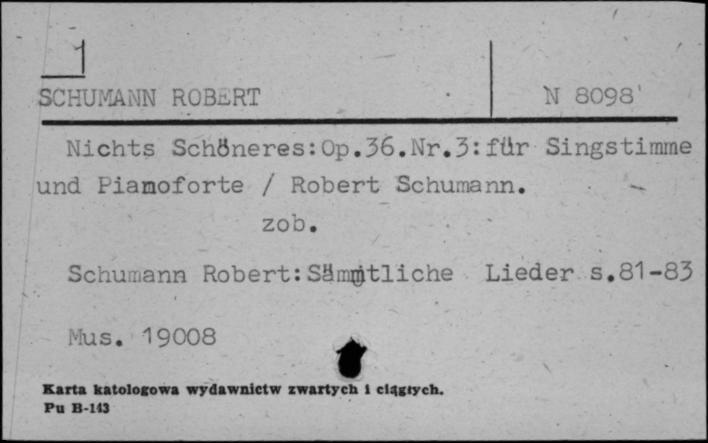 1
SCHUMANN ROBERT N 8098
Nichts Schöneres:Op.36.Nr.3:für Singstimme
und Pianoforte / Robert Schumann.
zob.
Schumann Robert:Sämmtliche Lieder s.81-83
Mus. 19008
Karta katologowa wydawnictw zwartych i ciągłych.
Pu B-143